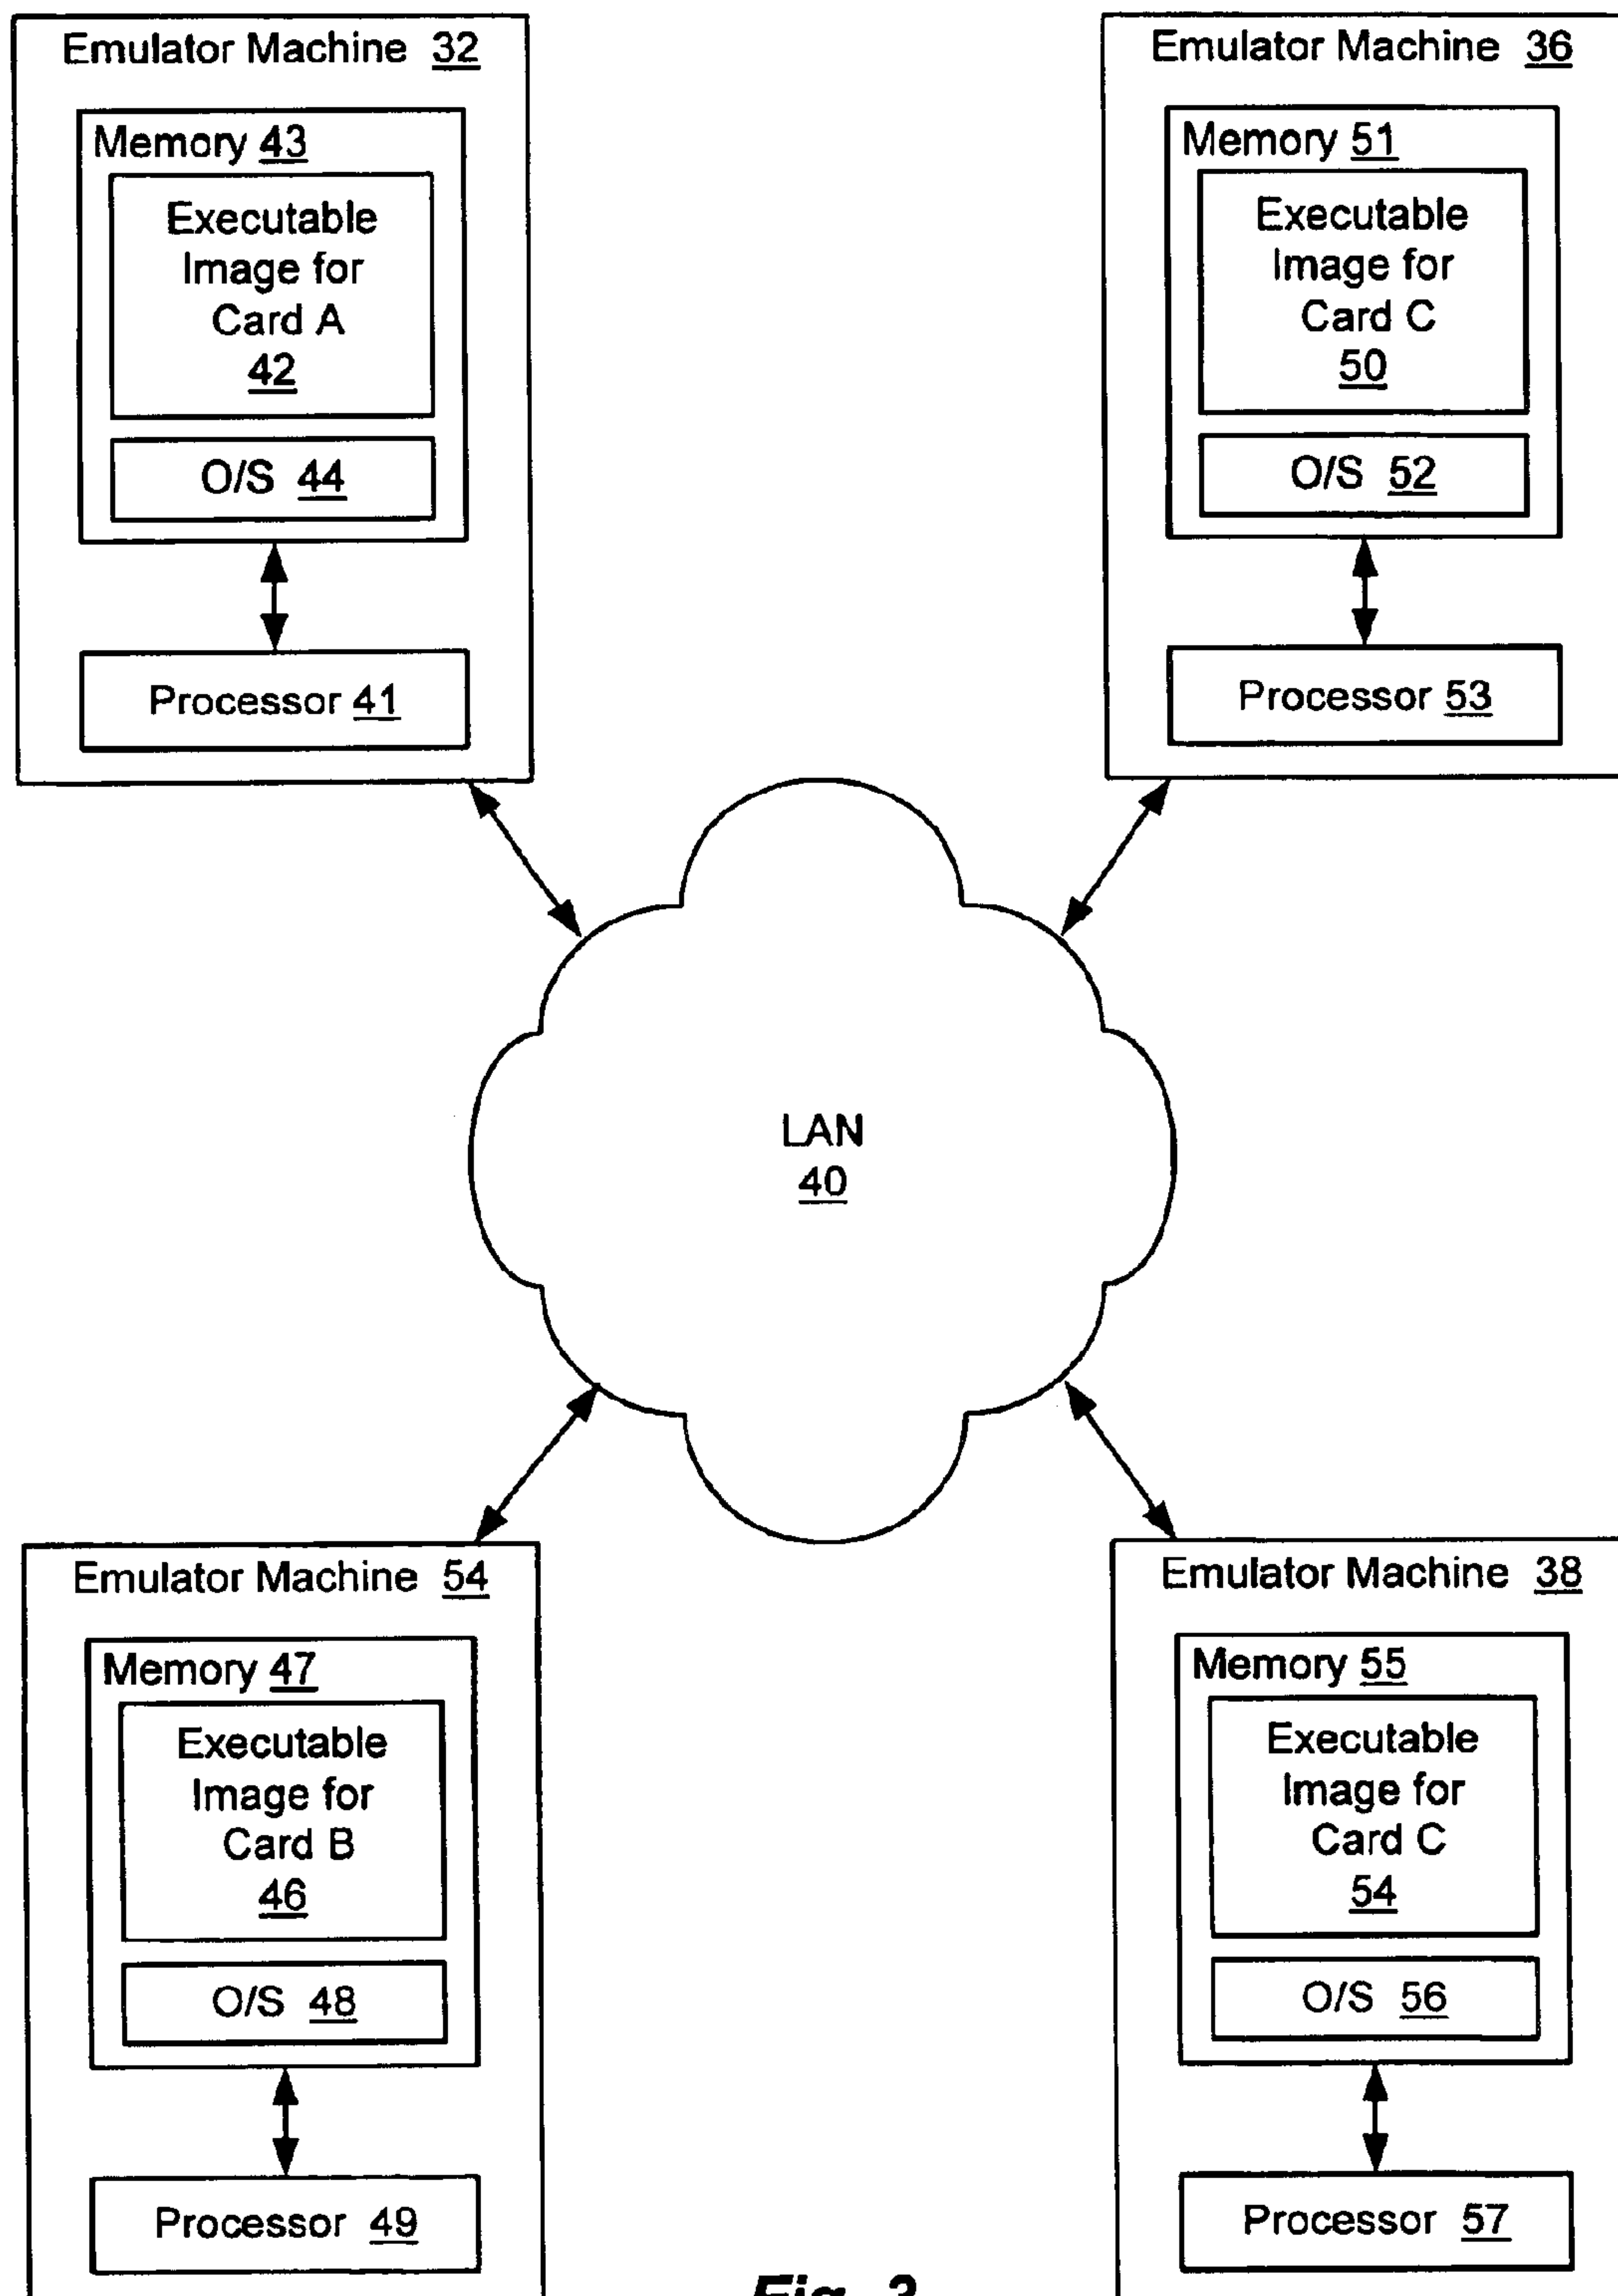 Emulator Machine 32
Memory 43
Executable
Image for
Card A
42
O/S 44
Processor 41
Emulator Machine 36
Memory 51
Executable
Image for
Card C
50
O/S 52
Processor 53
LAN
40
Emulator Machine 54
Memory 47
Executable
Image for
Card B
46
O/S 48
Processor 49
Emulator Machine 38
Memory 55
Executable
Image for
Card C
54
O/S 56
Processor 57